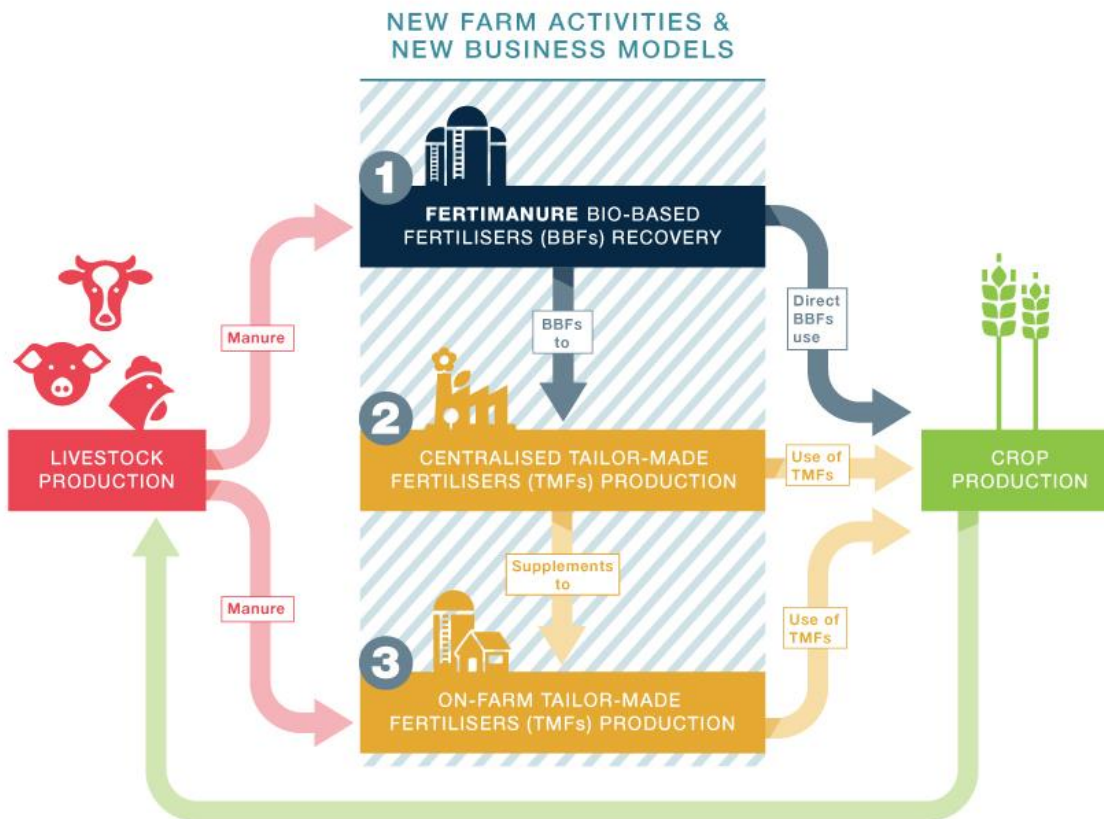 NEW FARM ACTIVITIES &
NEW BUSINESS MODELS
1
FERTIMANURE BIO-BASED
FERTILISERS (BBFs) RECOVERY
Manure
BBFs
to
Direct
BBFs
use
2
LIVESTOCK
PRODUCTION
CENTRALISED TAILOR-MADE
FERTILISERS (TMFs) PRODUCTION
Use of
TMFs
CROP
PRODUCTION
Supplements
to
Manure
Use of
TMFs
3
ON-FARM TAILOR-MADE
FERTILISERS (TMFs) PRODUCTION